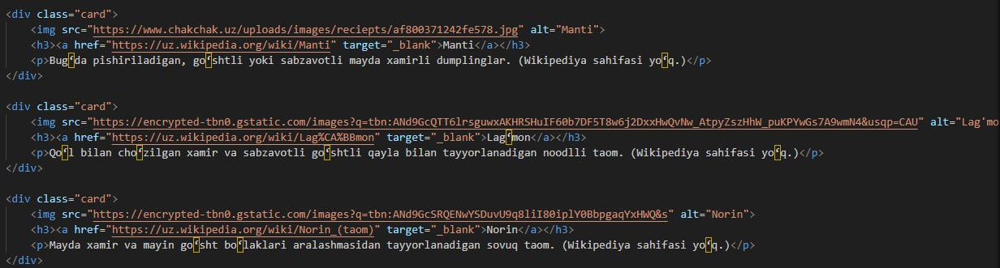 <div class="card">
<img src="https://www.chakchak.uz/uploads/images/reciepts/af800371242fe578.jpg" alt="Manti">
<h3><a href="https://uz.wikipedia.org/wiki/Manti" target="_blank">Manti</a></h3>
<p>Bugʻda pishiriladigan, goʻshtli yoki sabzavotli mayda xamirli dumplinglar. (Wikipediya sahifasi yoʻq.)</p>
</div>
<div class="card">
<img src="https://encrypted-tbn0.gstatic.com/images?q=tbn:ANd9GcQTT6lrsguwxAKHRSHuIF60b7DF5T8w6j2DxxHwQvNw_AtpyZszHhW_puKPYwGs7A9wmN4&usqp=CAU" alt="Lag'mo
<h3><a href="https://uz.wikipedia.org/wiki/Lag%CA%BBmon" target="_blank">Lagʻmon</a></h3>
<p>Qoʻl bilan choʻzilgan xamir va sabzavotli goʻshtli qayla bilan tayyorlanadigan noodlli taom. (Wikipediya sahifasi yoʻq.)</p>
</div>
<div class="card">
<img src="https://encrypted-tbn0.gstatic.com/images?q=tbn:ANd9GcSRQENwYSDuvU9q8liI80iplY0BbpgaqYxHWQ&s" alt="Norin">
<h3><a href="https://uz.wikipedia.org/wiki/Norin_(taom)" target="_blank">Norin</a></h3>
<p>Mayda xamir va mayin goʻsht boʻlaklari aralashmasidan tayyorlanadigan sovuq taom. (Wikipediya sahifasi yoʻq.)</p>
</div>